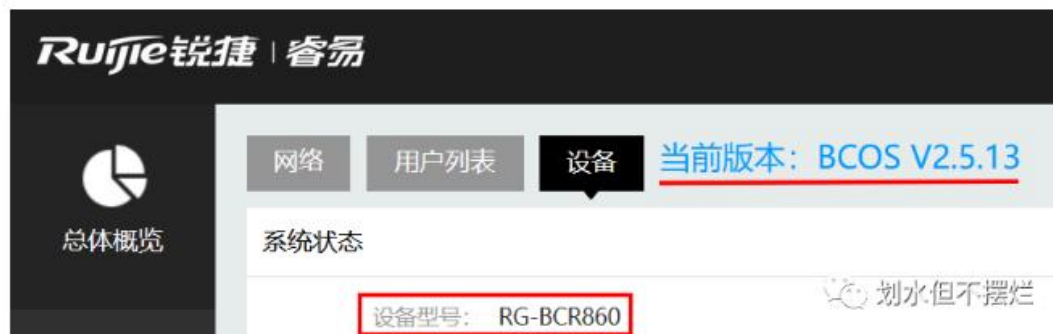 Ruijie锐捷 | 睿易
网络 用户列表 设备 当前版本：BCOS V2.5.13
总体概览 系统状态
划水但不摆烂
设备型号： RG-BCR860